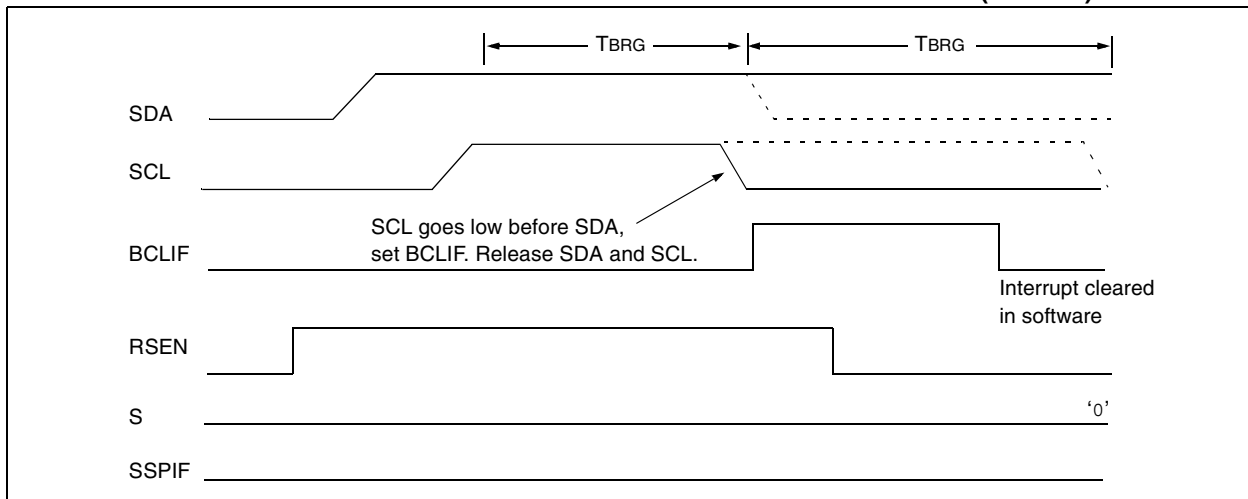 TBRG
TBRG
SDA
SCL
SCL goes low before SDA,
set BCLIF. Release SDA and SCL.
BCLIF
Interrupt cleared
in software
RSEN
S
‘0’
SSPIF